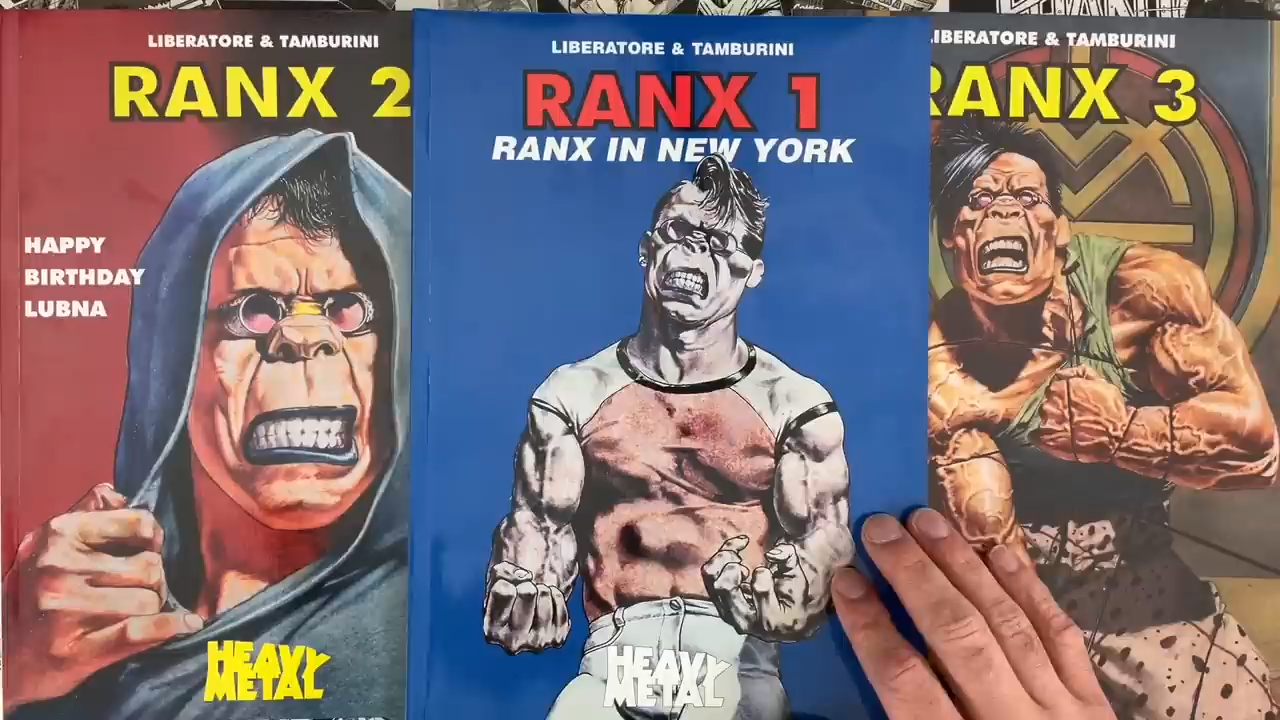 LIBERATORE & TAMBURINI
RANX 2
HAPPY
BIRTHDAY
LUBNA
HEAVY
METAL
LIBERATORE & TAMBURINI
RANX 1
RANX IN NEW YORK
HEAVY
METAL
LIBERATORE & TAMBURINI
RANX 3